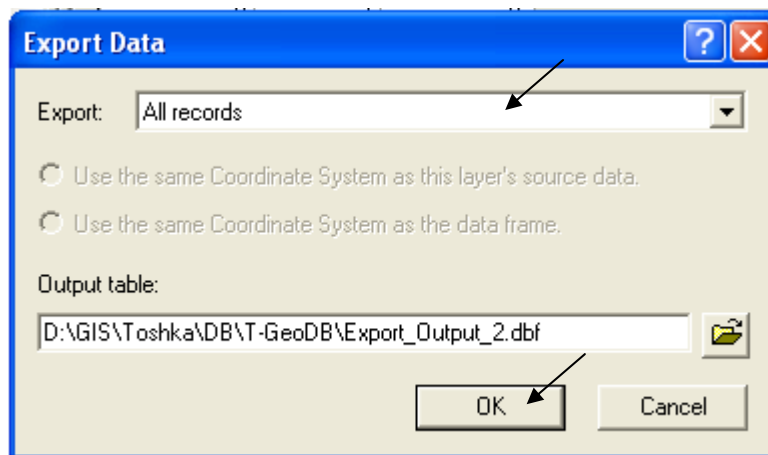 Export Data
Export: All records
Use the same Coordinate System as this layer's source data.
Use the same Coordinate System as the data frame.
Output table:
D:\GIS\Toshka\DB\T-GeoDB\Export_Output_2.dbf
OK Cancel